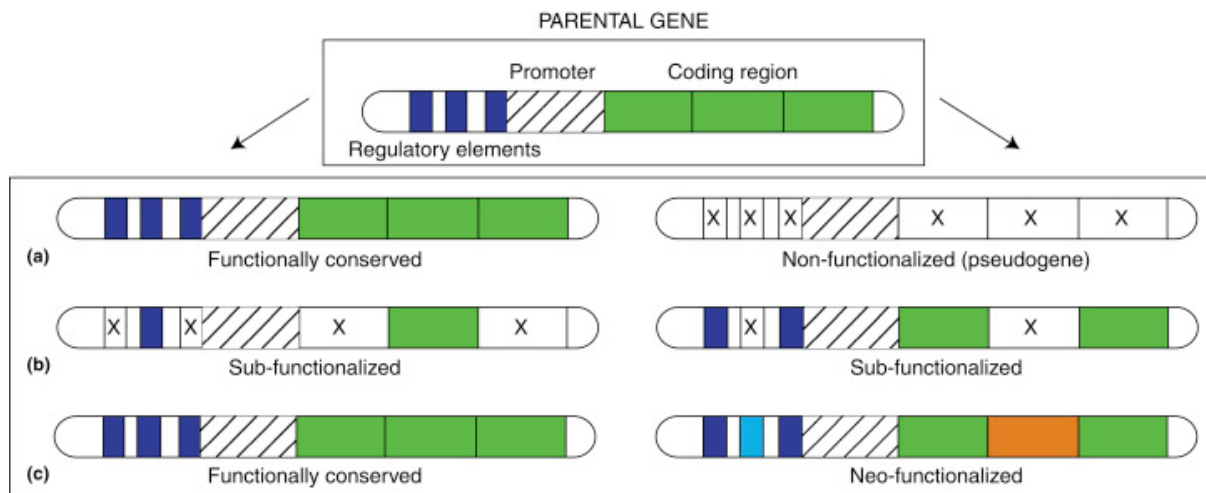 PARENTAL GENE
Promoter Coding region
Regulatory elements
X X X X X X
(a) Functionally conserved Non-functionalized (pseudogene)
X X X X X X
(b) Sub-functionalized Sub-functionalized
(c) Functionally conserved Neo-functionalized